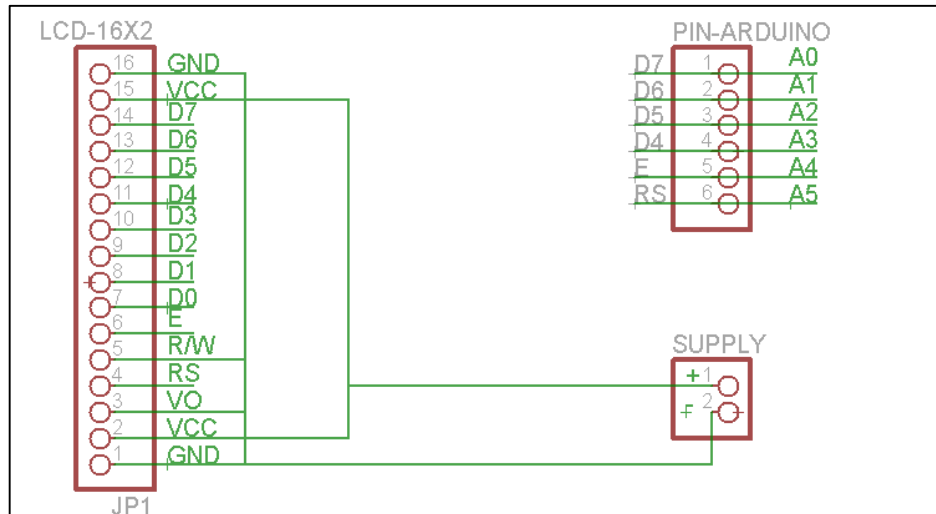 LCD-16X2
16 GND
15 VCC
14 D7
13 D6
12 D5
11 D4
10 D3
9 D2
8 D1
7 D0
6 E
5 R/W
4 RS
3 VO
2 VCC
1 GND
JP1
PIN-ARDUINO
D7 1 A0
D6 2 A1
D5 3 A2
D4 4 A3
E 5 A4
RS 6 A5
SUPPLY
+ 1
2